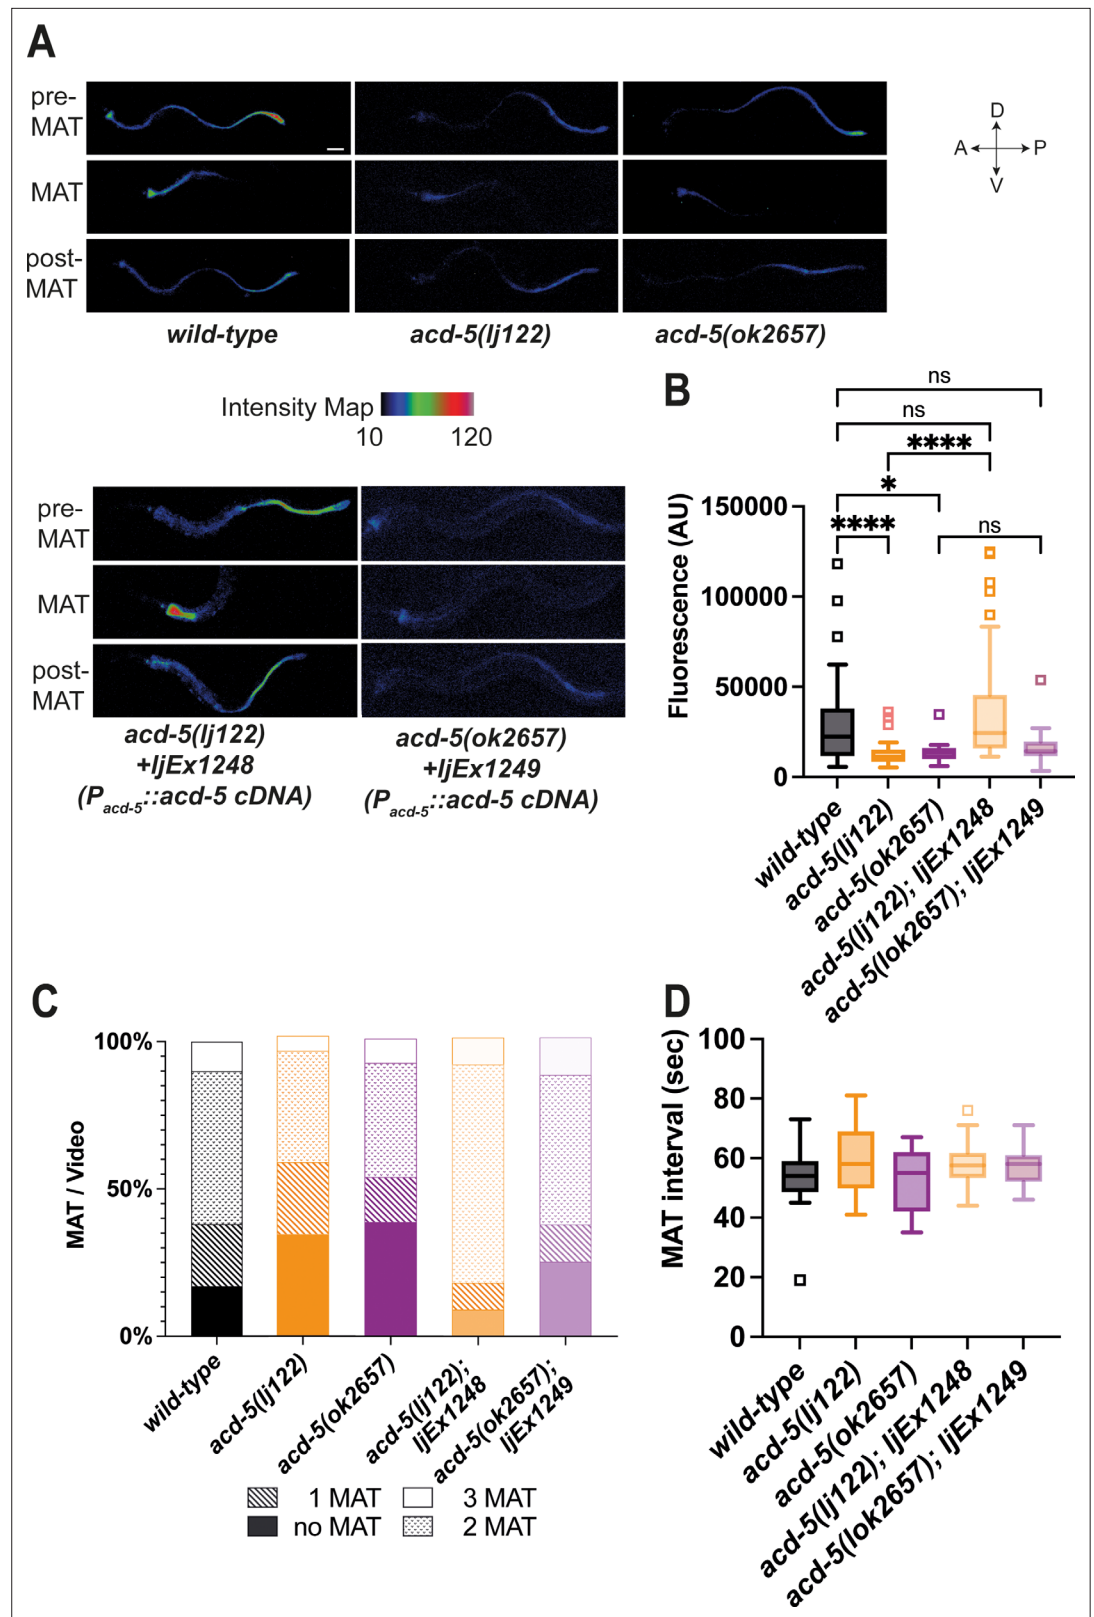 A
pre-
MAT
MAT
post-
MAT
D
A P
V
wild-type acd-5(lj122) acd-5(ok2657)
Intensity Map
10 120
pre-
MAT
MAT
post-
MAT
acd-5(lj122)
+ljEx1248
(Pacd-5::acd-5 cDNA)
acd-5(ok2657)
+ljEx1249
(Pacd-5::acd-5 cDNA)
B
ns
ns
****
*
****
ns
Fluorescence (AU)
150000
100000
50000
0
wild-type
acd-5(lj122)
acd-5(ok2657)
acd-5(lj122); ljEx1248
acd-5(lok2657); ljEx1249
C
MAT / Video
100%
50%
0%
wild-type
acd-5(lj122)
acd-5(ok2657)
acd-5(lj122);
ljEx1248
acd-5(ok2657);
ljEx1249
1 MAT 3 MAT
no MAT 2 MAT
D
MAT interval (sec)
100
80
60
40
20
0
wild-type
acd-5(lj122)
acd-5(ok2657)
acd-5(lj122); ljEx1248
acd-5(lok2657); ljEx1249